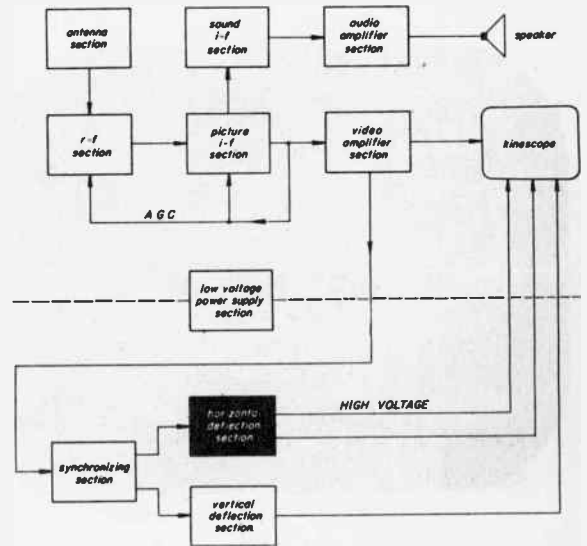 antenna
section
sound
i-f
section
audio
amplifier
section
speaker
r-f
section
picture
i-f
section
video
amplifier
section
kinescope
AGC
low voltage
power supply
section
horizontal
deflection
section
HIGH VOLTAGE
synchronizing
section
vertical
deflection
section